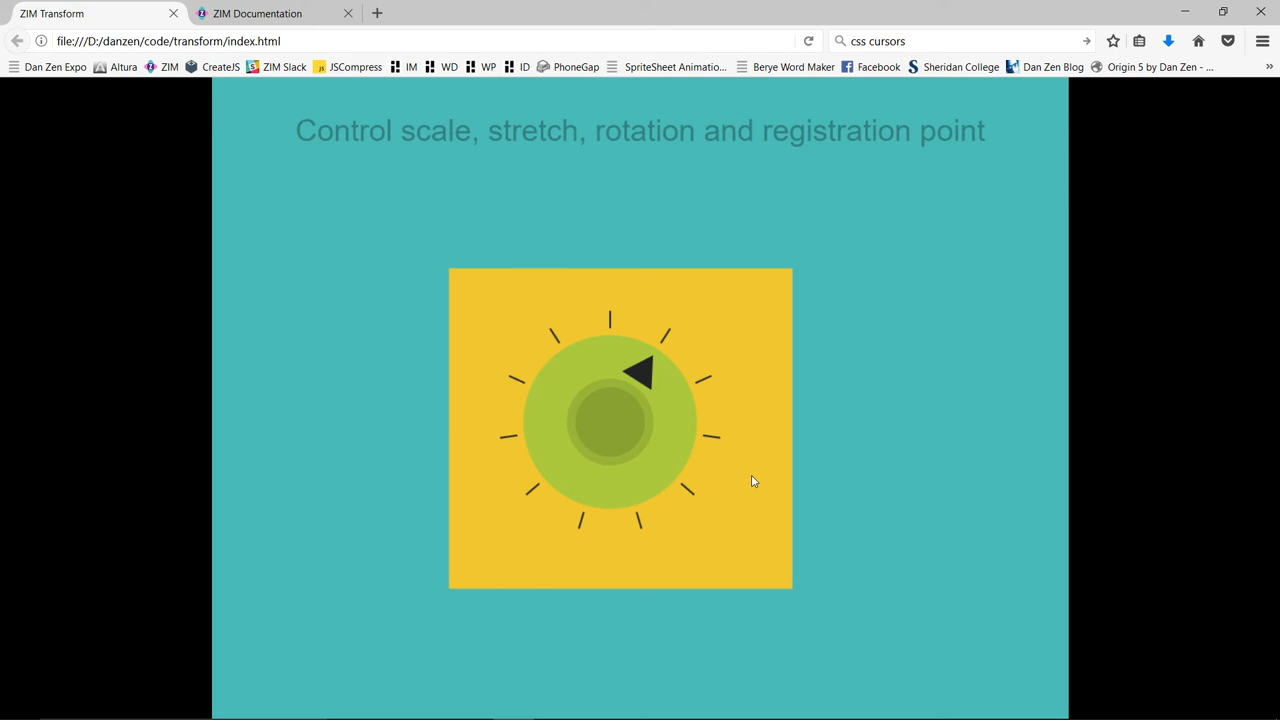 ZIM Transform
ZIM Documentation
file:///D:/danzen/code/transform/index.html
css cursors
Dan Zen Expo
Altura
ZIM
CreateJS
ZIM Slack
JSCompress
IM
WD
WP
ID
PhoneGap
SpriteSheet Animatio...
Berye Word Maker
Facebook
Sheridan College
Dan Zen Blog
Origin 5 by Dan Zen - ...
Control scale, stretch, rotation and registration point